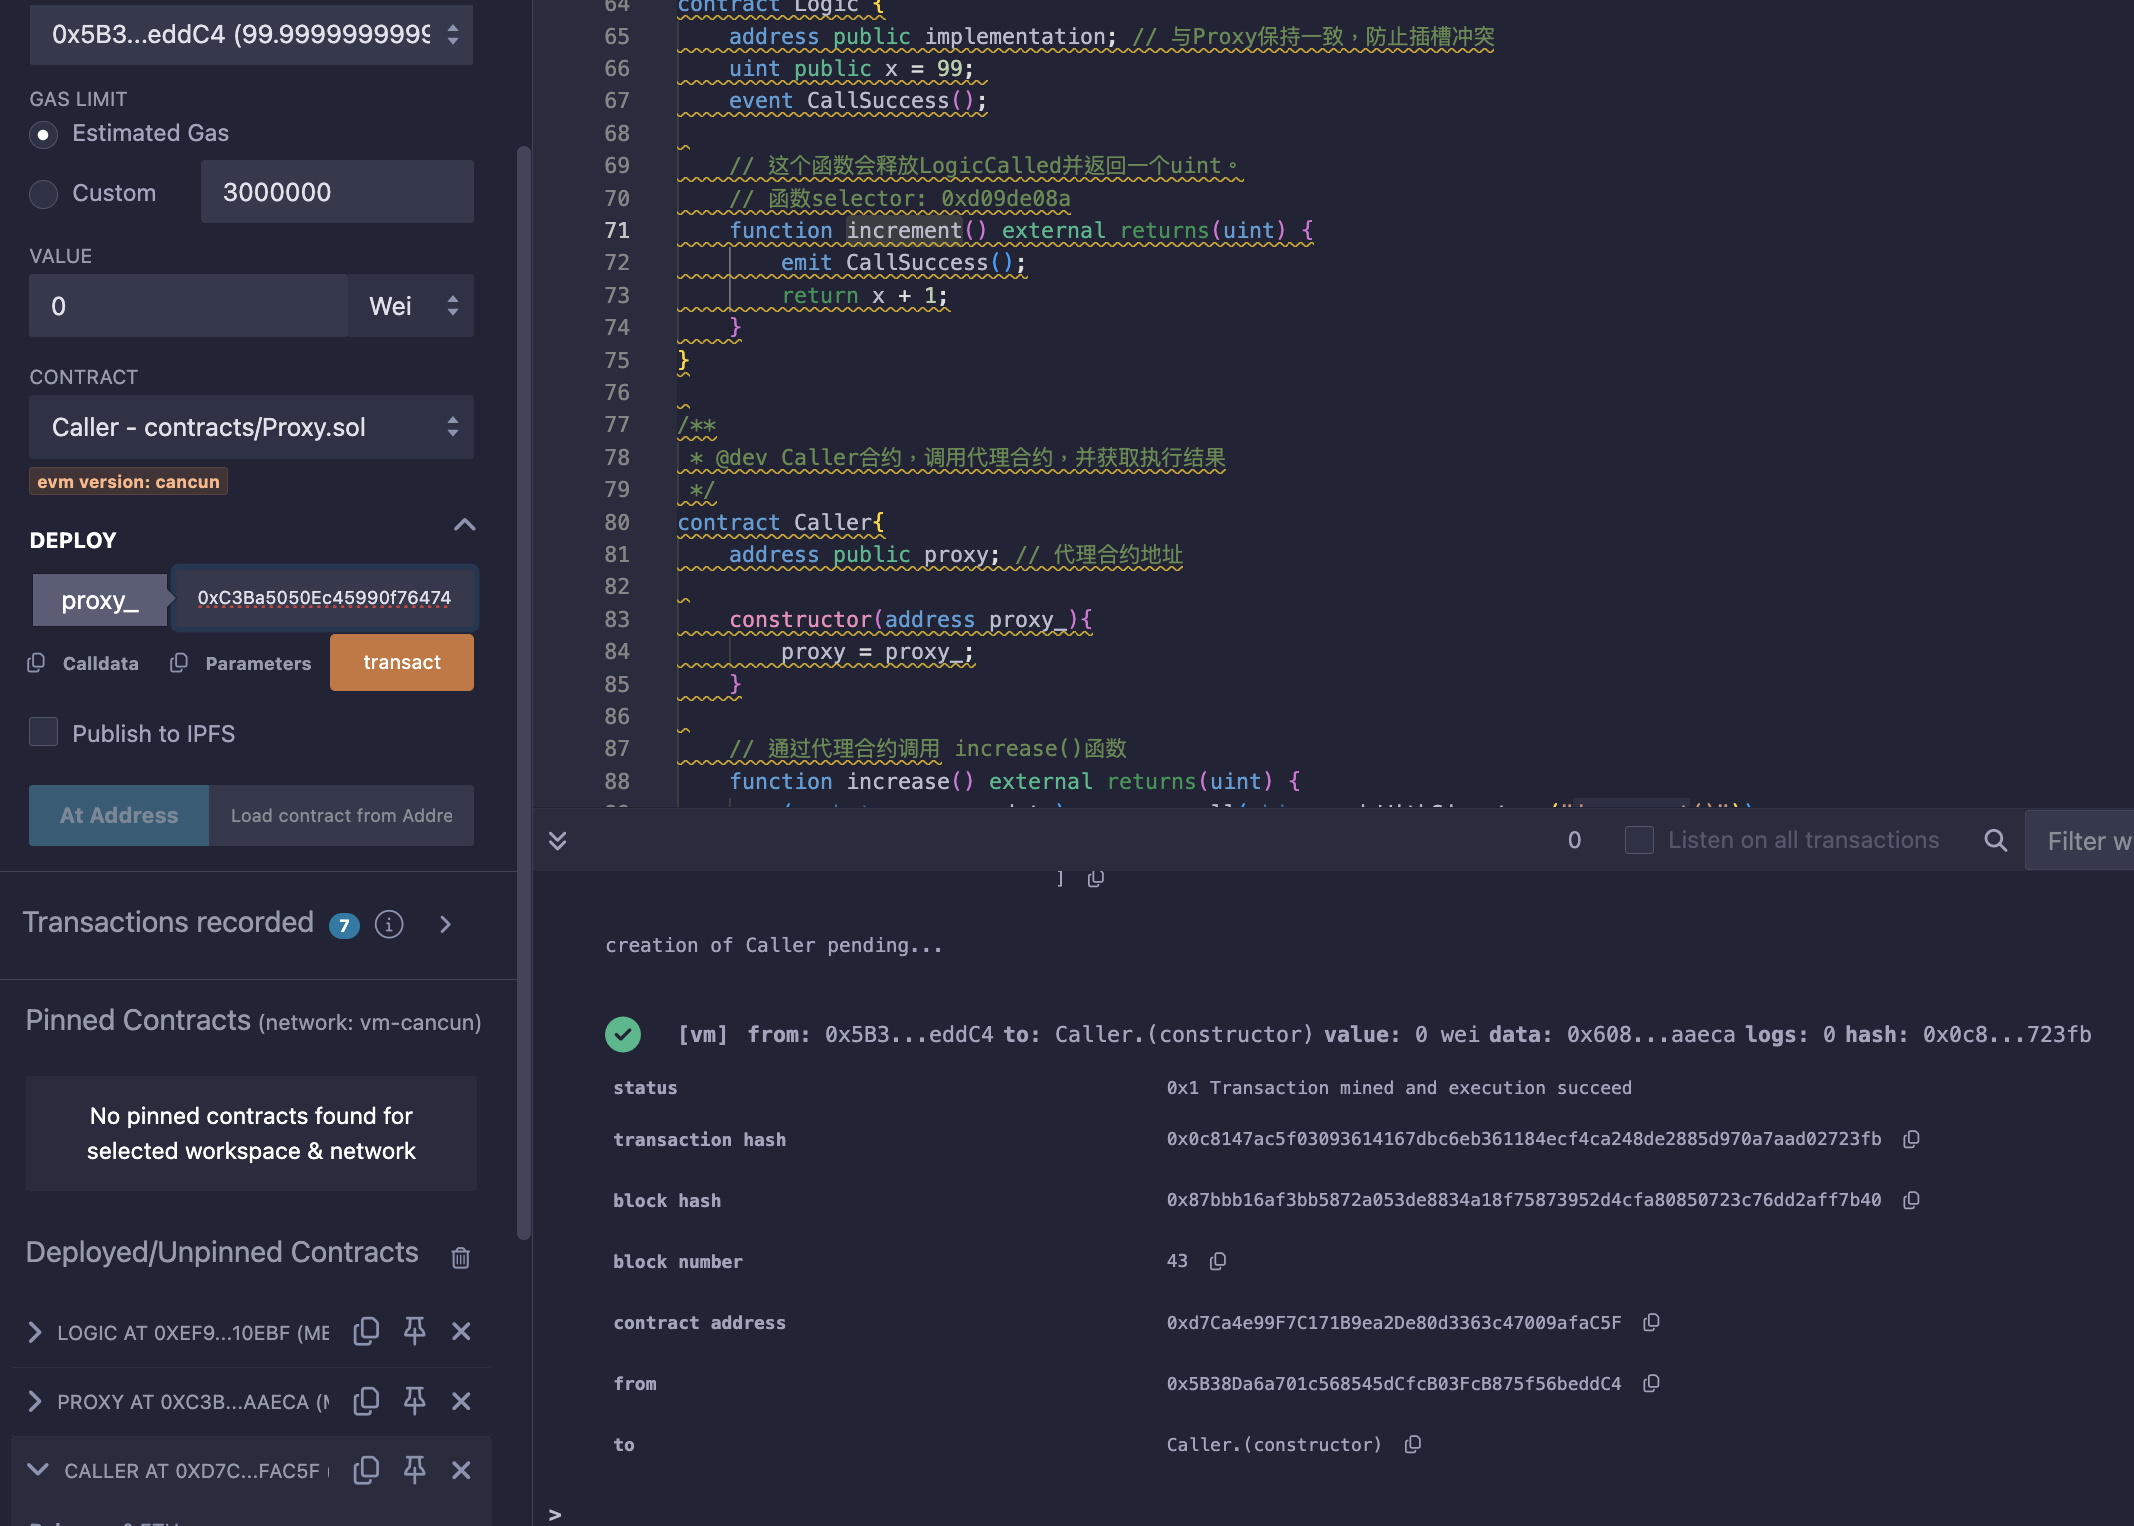 0x5B3...eddC4 (99.9999999999
GAS LIMIT
Estimated Gas
Custom
3000000
VALUE
0
Wei
CONTRACT
Caller - contracts/Proxy.sol
evm version: cancun
DEPLOY
proxy_
0xC3Ba5050Ec45990f76474
Calldata
Parameters
transact
Publish to IPFS
At Address
Load contract from Addre
Transactions recorded 7
Pinned Contracts (network: vm-cancun)
No pinned contracts found for
selected workspace & network
Deployed/Unpinned Contracts
LOGIC AT 0XEF9...10EBF (ME
PROXY AT 0XC3B...AAECA (M
CALLER AT 0XD7C...FAC5F (
64 contract Logic {
65 address public implementation; // 与Proxy保持一致，防止插槽冲突
66 uint public x = 99;
67 event CallSuccess();
68
69 // 这个函数会释放LogicCalled并返回一个uint。
70 // 函数selector: 0xd09de08a
71 function increment() external returns(uint) {
72 emit CallSuccess();
73 return x + 1;
74 }
75 }
76
77 /**
78 * @dev Caller合约，调用代理合约，并获取执行结果
79 */
80 contract Caller{
81 address public proxy; // 代理合约地址
82
83 constructor(address proxy_){
84 proxy = proxy_;
85 }
86
87 // 通过代理合约调用 increase()函数
88 function increase() external returns(uint) {
0
Listen on all transactions
Filter w
]
creation of Caller pending...
[vm] from: 0x5B3...eddC4 to: Caller.(constructor) value: 0 wei data: 0x608...aaeca logs: 0 hash: 0x0c8...723fb
status 0x1 Transaction mined and execution succeed
transaction hash 0x0c8147ac5f03093614167dbc6eb361184ecf4ca248de2885d970a7aad02723fb
block hash 0x87bbb16af3bb5872a053de8834a18f75873952d4cfa80850723c76dd2aff7b40
block number 43
contract address 0xd7Ca4e99F7C171B9ea2De80d3363c47009afaC5F
from 0x5B38Da6a701c568545dCfcB03FcB875f56beddC4
to Caller.(constructor)
>